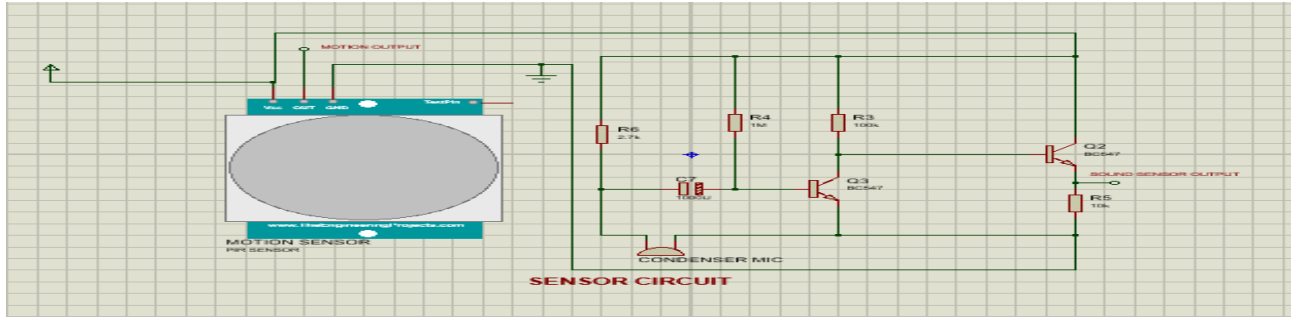 MOTION OUTPUT
Vcc OUT GND TestPin
R6
2.7k
R4
1M
R3
100k
Q2
BC547
C7
1000U
Q3
BC547
SOUND SENSOR OUTPUT
R5
10k
www.TheEngineeringProjects.com
MOTION SENSOR
PIR SENSOR
CONDENSER MIC
SENSOR CIRCUIT